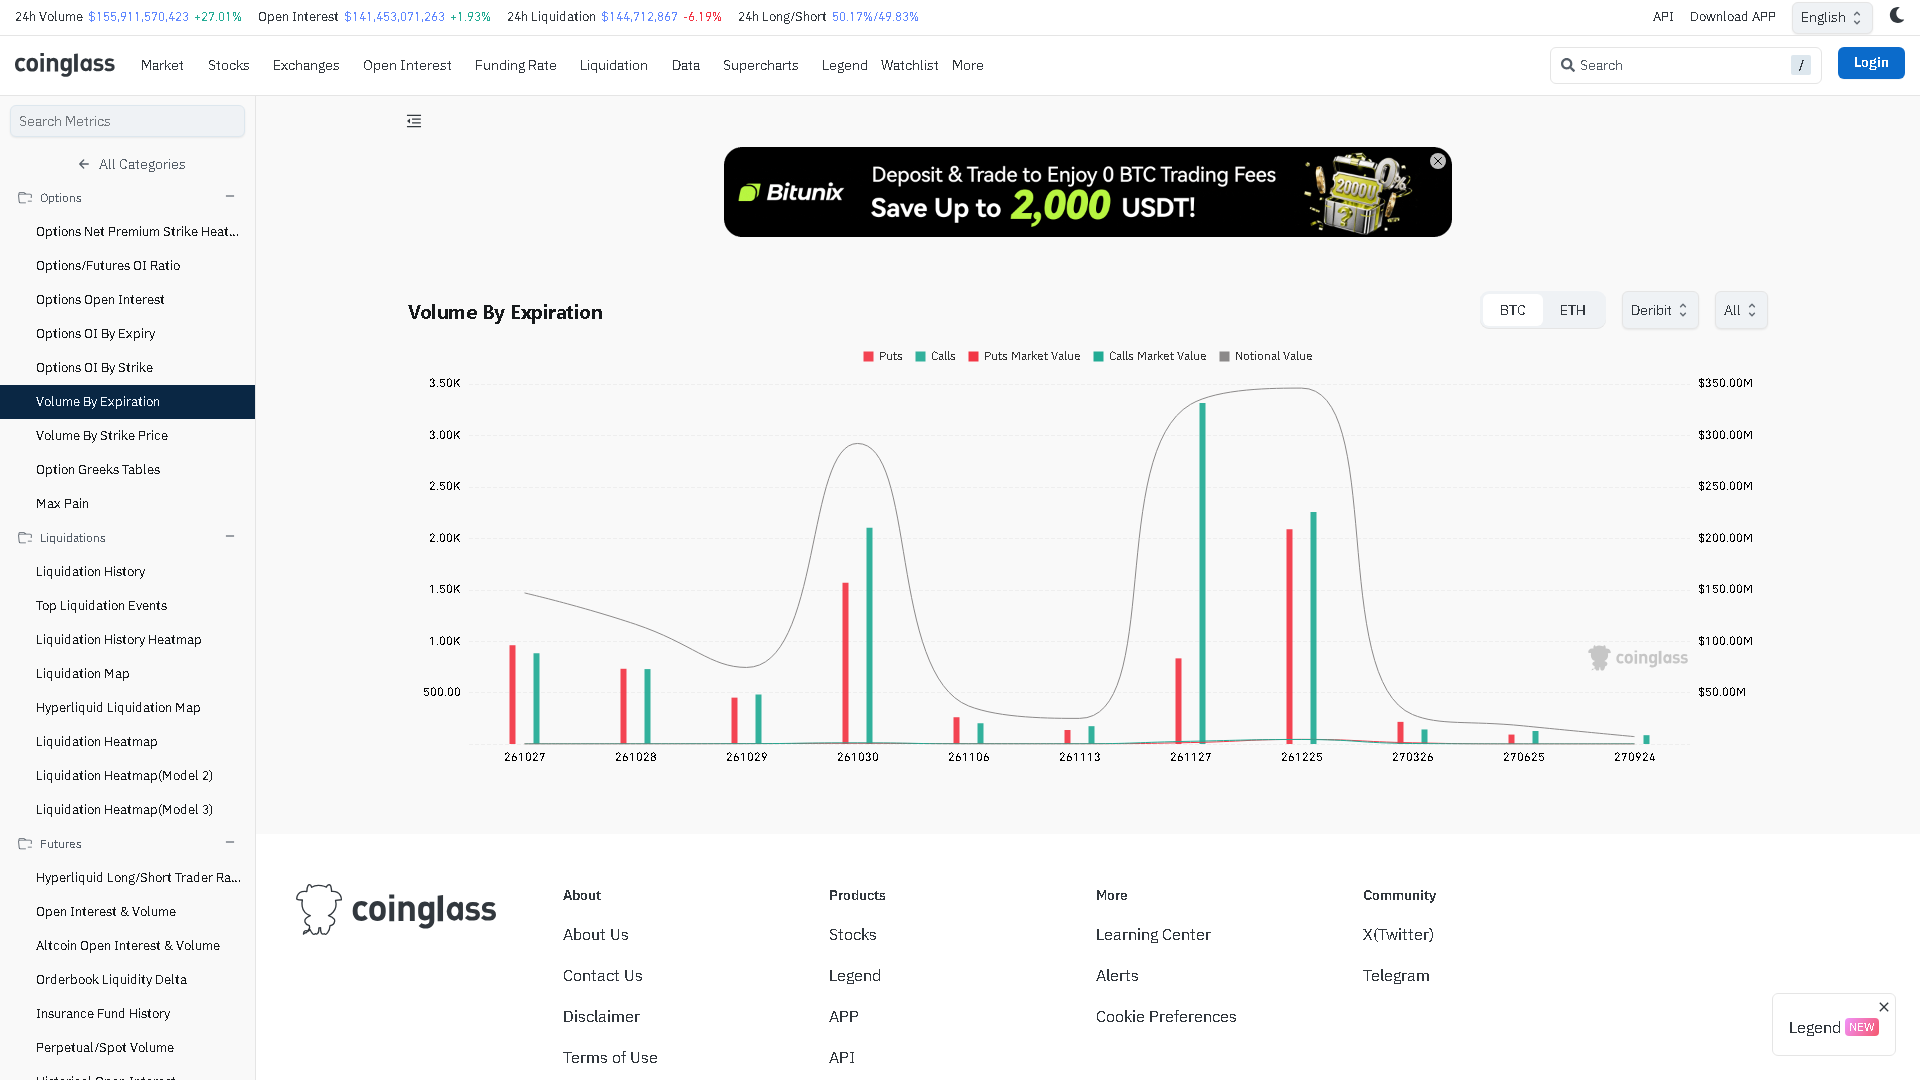 24h Volume $155,911,570,423 +27.01% Open Interest $141,453,071,263 +1.93% 24h Liquidation $144,712,867 -6.19% 24h Long/Short 50.17%/49.83% API Download APP English
coinglass Market Stocks Exchanges Open Interest Funding Rate Liquidation Data Supercharts Legend Watchlist More Search / Login
Search Metrics
All Categories
Options
Options Net Premium Strike Heat...
Options/Futures OI Ratio
Options Open Interest
Options OI By Expiry
Options OI By Strike
Volume By Expiration
Volume By Strike Price
Option Greeks Tables
Max Pain
Liquidations
Liquidation History
Top Liquidation Events
Liquidation History Heatmap
Liquidation Map
Hyperliquid Liquidation Map
Liquidation Heatmap
Liquidation Heatmap(Model 2)
Liquidation Heatmap(Model 3)
Futures
Hyperliquid Long/Short Trader Ra...
Open Interest & Volume
Altcoin Open Interest & Volume
Orderbook Liquidity Delta
Insurance Fund History
Perpetual/Spot Volume
Historical Open Interest
Bitunix
Deposit & Trade to Enjoy 0 BTC Trading Fees
Save Up to 2,000 USDT!
2000U
0%
?
Volume By Expiration
BTC ETH Deribit All
Puts Calls Puts Market Value Calls Market Value Notional Value
3.50K $350.00M
3.00K $300.00M
2.50K $250.00M
2.00K $200.00M
1.50K $150.00M
1.00K $100.00M
coinglass
500.00 $50.00M
261027 261028 261029 261030 261106 261113 261127 261225 270326 270625 270924
coinglass
About
About Us
Contact Us
Disclaimer
Terms of Use
Products
Stocks
Legend
APP
API
More
Learning Center
Alerts
Cookie Preferences
Community
X(Twitter)
Telegram
Legend NEW